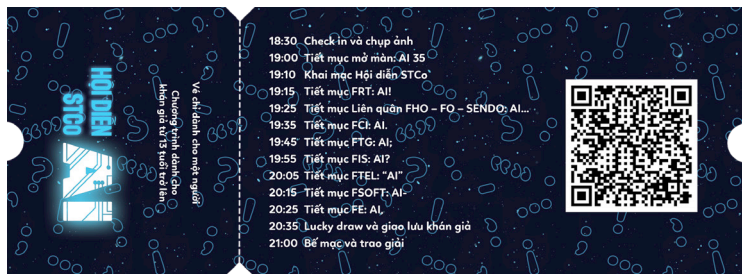 HỘI DIỄN
STCo
AI
Vé chỉ dành cho một người
Chương trình dành cho
khán giả từ 13 tuổi trở lên
18:30 Check in và chụp ảnh
19:00 Tiết mục mở màn: AI 35
19:10 Khai mạc Hội diễn STCo
19:15 Tiết mục FRT: AI!
19:25 Tiết mục Liên quân FHO – FO – SENDO: AI...
19:35 Tiết mục FCI: AI.
19:45 Tiết mục FTG: AI;
19:55 Tiết mục FIS: AI?
20:05 Tiết mục FTEL: "AI"
20:15 Tiết mục FSOFT: AI-
20:25 Tiết mục FE: AI,
20:35 Lucky draw và giao lưu khán giả
21:00 Bế mạc và trao giải